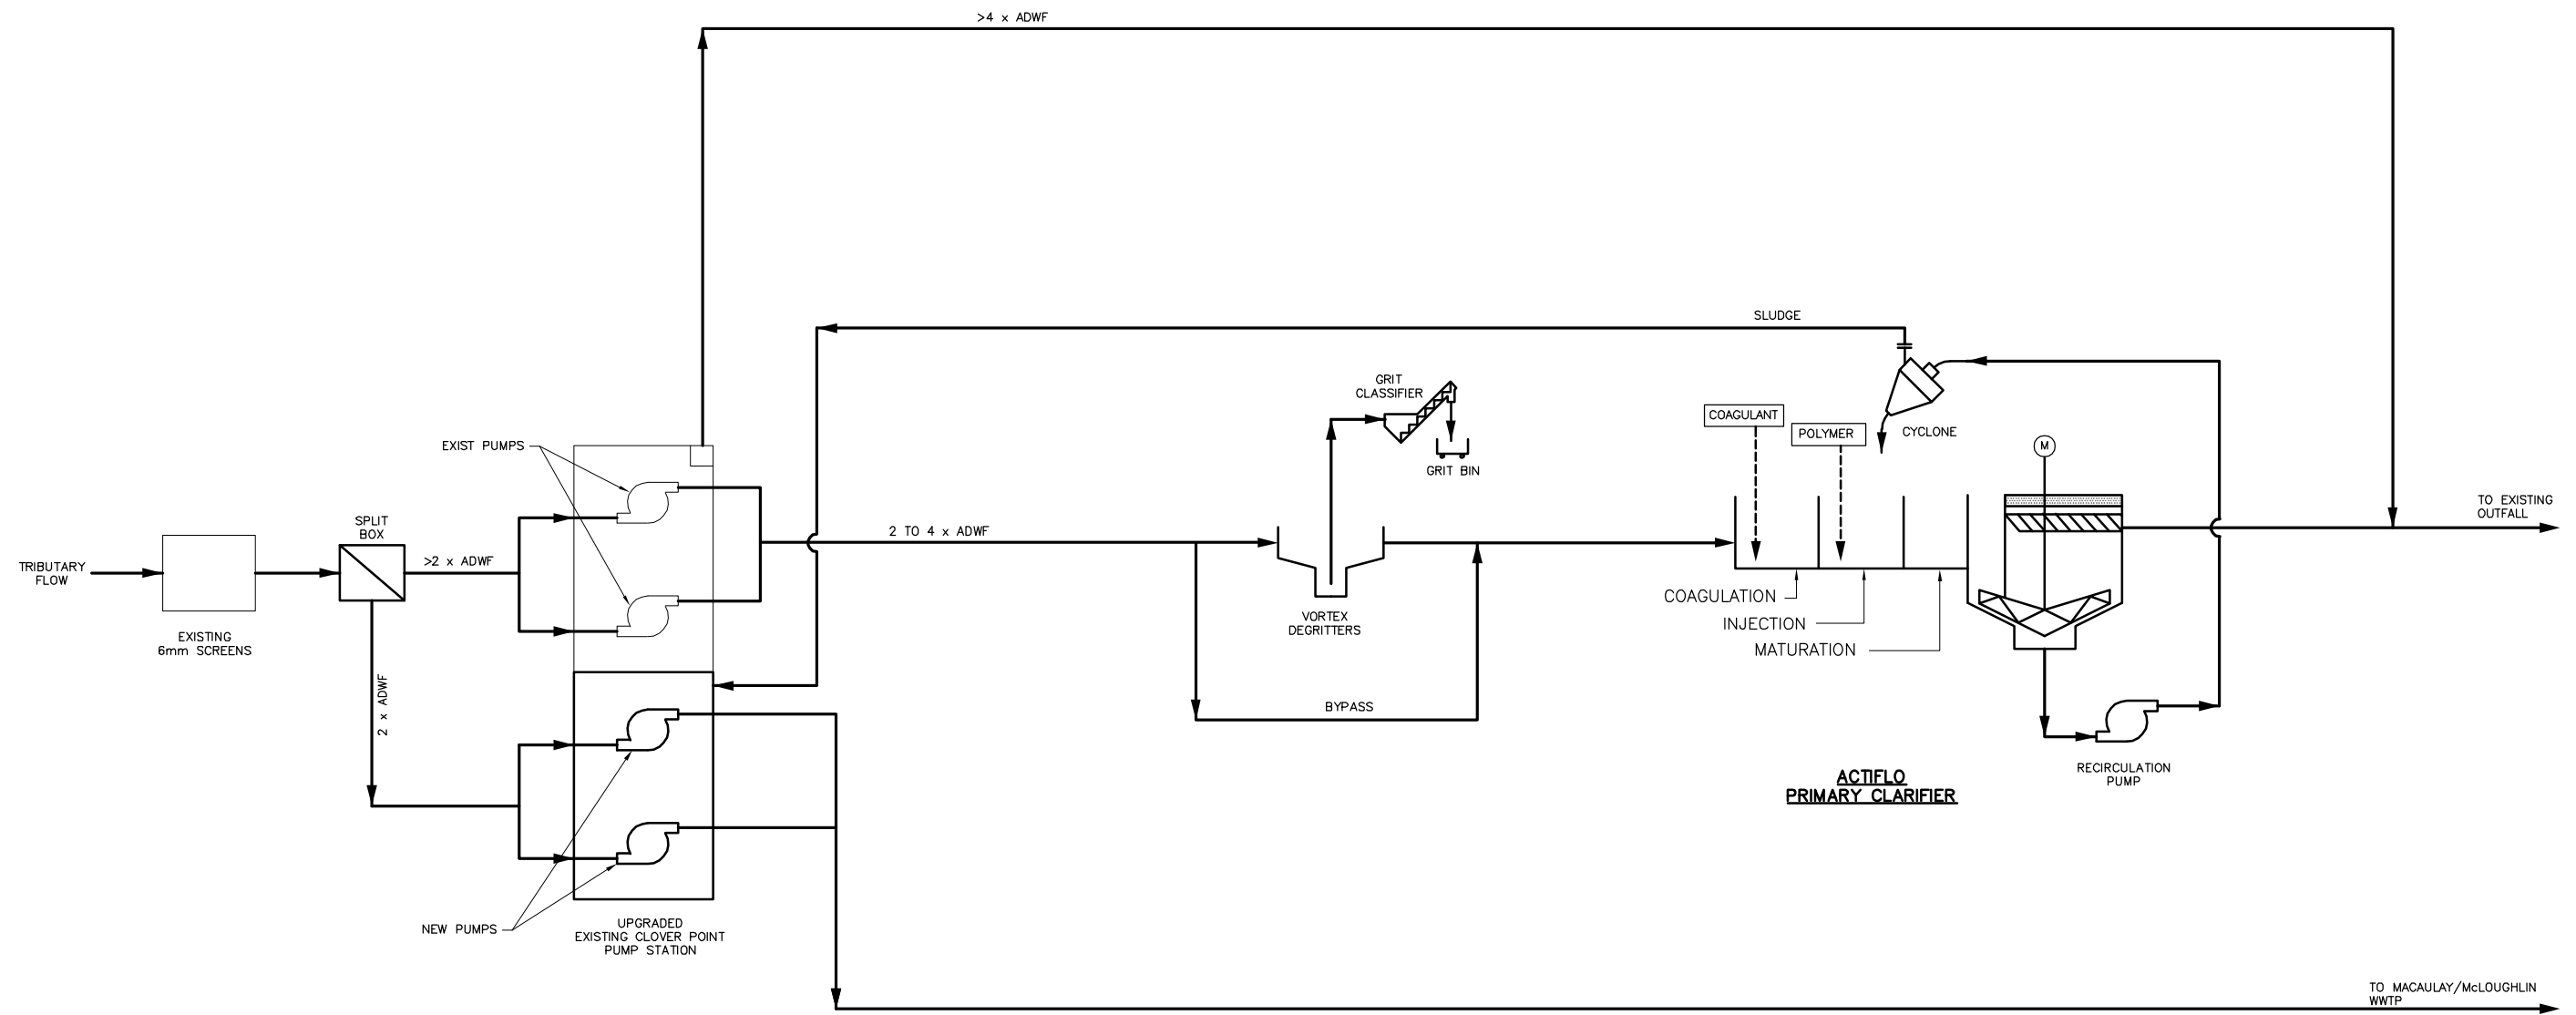 >4 x ADWF
SLUDGE
GRIT
CLASSIFIER
COAGULANT
POLYMER
CYCLONE
EXIST PUMPS
M
GRIT BIN
TO EXISTING
OUTFALL
SPLIT
BOX
2 TO 4 x ADWF
>2 x ADWF
TRIBUTARY
FLOW
COAGULATION
VORTEX
DEGRITTERS
INJECTION
EXISTING
6mm SCREENS
MATURATION
2 x ADWF
BYPASS
RECIRCULATION
PUMP
ACTIFLO
PRIMARY CLARIFIER
NEW PUMPS
UPGRADED
EXISTING CLOVER POINT
PUMP STATION
TO MACAULAY/McLOUGHLIN
WWTP